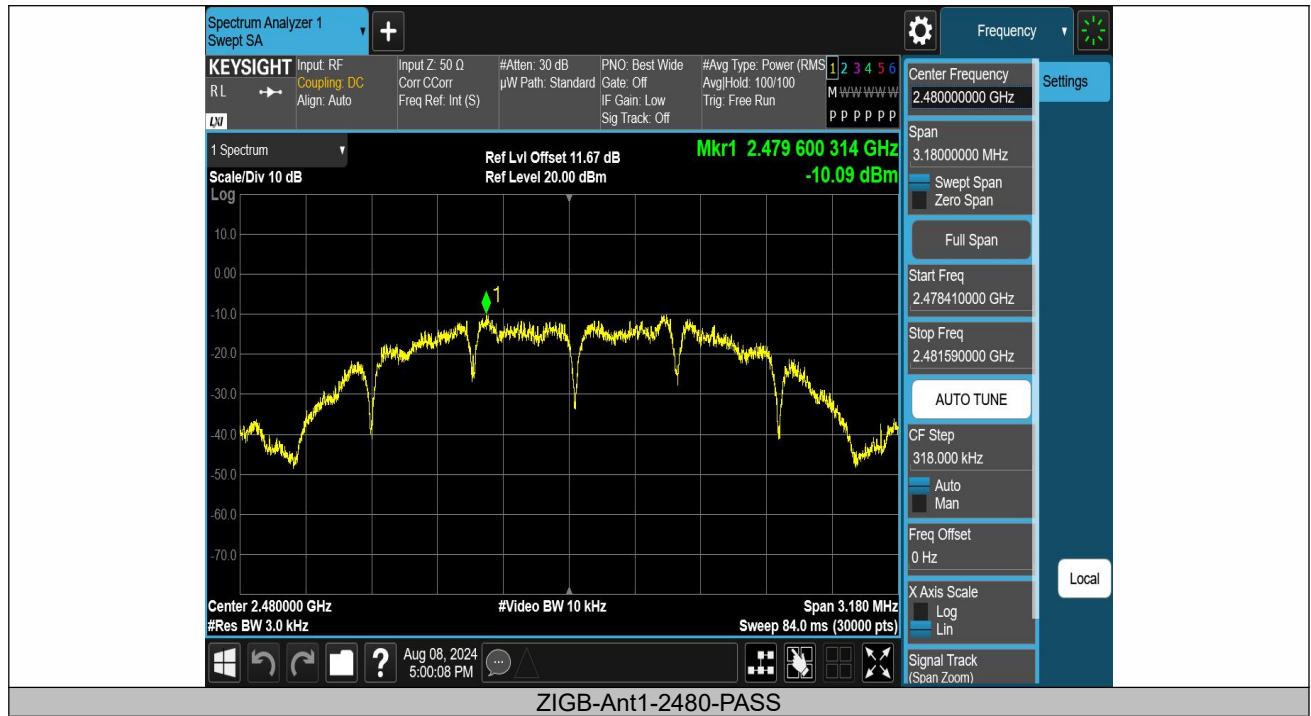 Spectrum Analyzer 1
Swept SA
Frequency
KEYSIGHT
RL
LXI
Input: RF
Coupling: DC
Align: Auto
Input Z: 50 Ω
Corr CCorr
Freq Ref: Int (S)
#Atten: 30 dB
µW Path: Standard
PNO: Best Wide
Gate: Off
IF Gain: Low
Sig Track: Off
#Avg Type: Power (RMS
Avg|Hold: 100/100
Trig: Free Run
1 2 3 4 5 6
M W W W W W
P P P P P P
1 Spectrum
Scale/Div 10 dB
Ref Lvl Offset 11.67 dB
Ref Level 20.00 dBm
Mkr1 2.479 600 314 GHz
-10.09 dBm
Log
10.0
0.00
-10.0
-20.0
-30.0
-40.0
-50.0
-70.0
1
Center 2.480000 GHz
#Res BW 3.0 kHz
#Video BW 10 kHz
Span 3.180 MHz
Sweep 84.0 ms (30000 pts)
Center Frequency
2.480000000 GHz
Settings
Span
3.18000000 MHz
Swept Span
Zero Span
Full Span
Start Freq
2.478410000 GHz
Stop Freq
2.481590000 GHz
AUTO TUNE
CF Step
318.000 kHz
Auto
Man
Freq Offset
0 Hz
X Axis Scale
Log
Lin
Local
Signal Track
(Span Zoom)
?
Aug 08, 2024
5:00:08 PM
ZIGB-Ant1-2480-PASS